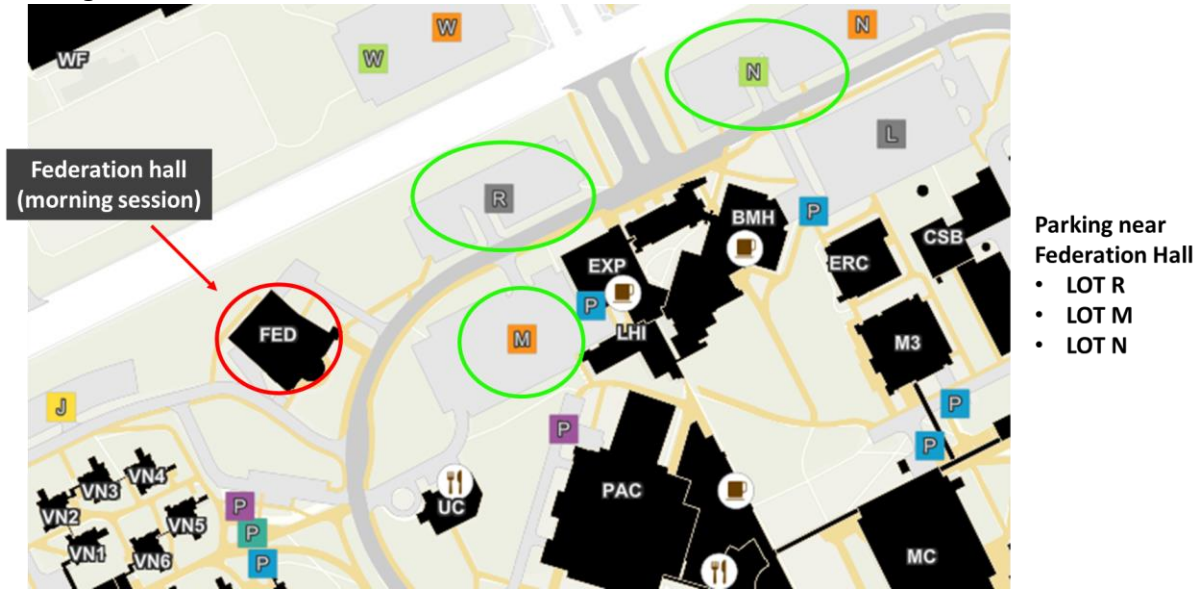 W
N
WF
W
N
L
Federation hall
(morning session)
R
BMH
P
CSB
EXP
ERC
P
FED
LHI
M
M3
J
P
P
P
VN4
VN3
PAC
UC
P
VN2
VN5
P
VN1
VN6
P
MC
Parking near
Federation Hall
• LOT R
• LOT M
• LOT N